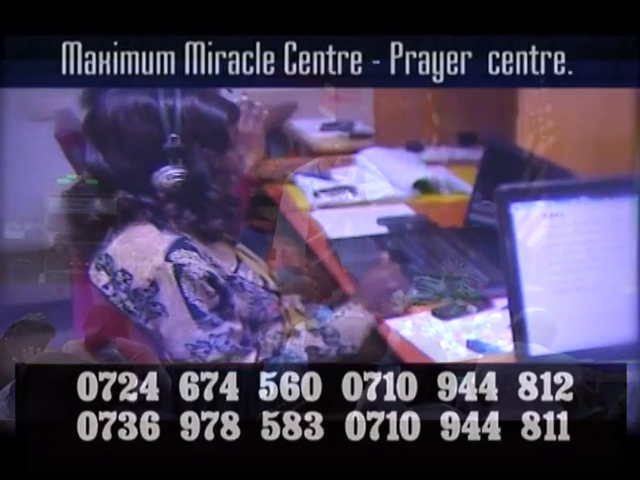 Maximum Miracle Centre - Prayer centre.
0724 674 560 0710 944 812
0736 978 583 0710 944 811